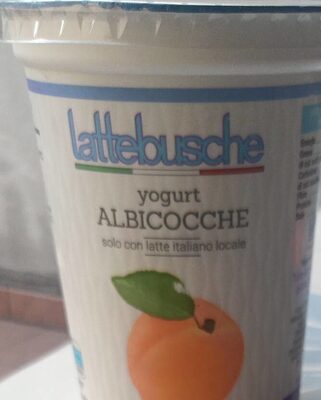 lattebusche
yogurt
ALBICOCCHE
solo con latte italiano locale